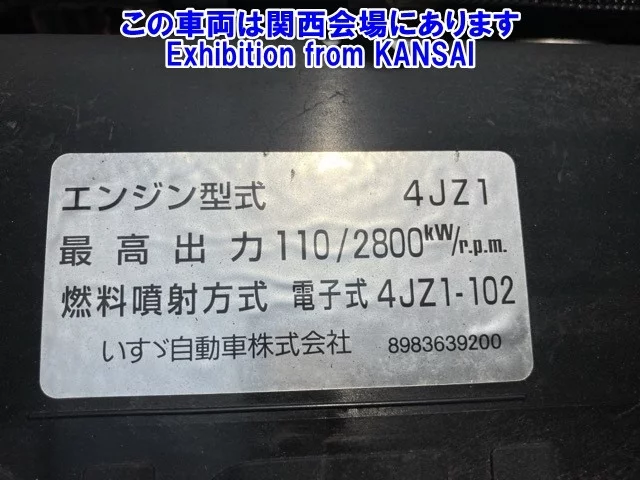 この車両は関西会場にあります
Exhibition from KANSAI
エンジン型式 4JZ1
最高出力 110/2800kW/r.p.m.
燃料噴射方式 電子式 4JZ1-102
いすゞ自動車株式会社 8983639200